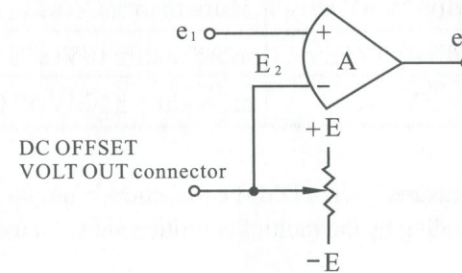 e₁
+
E₂
A
e
−
+E
DC OFFSET
VOLT OUT connector
−E